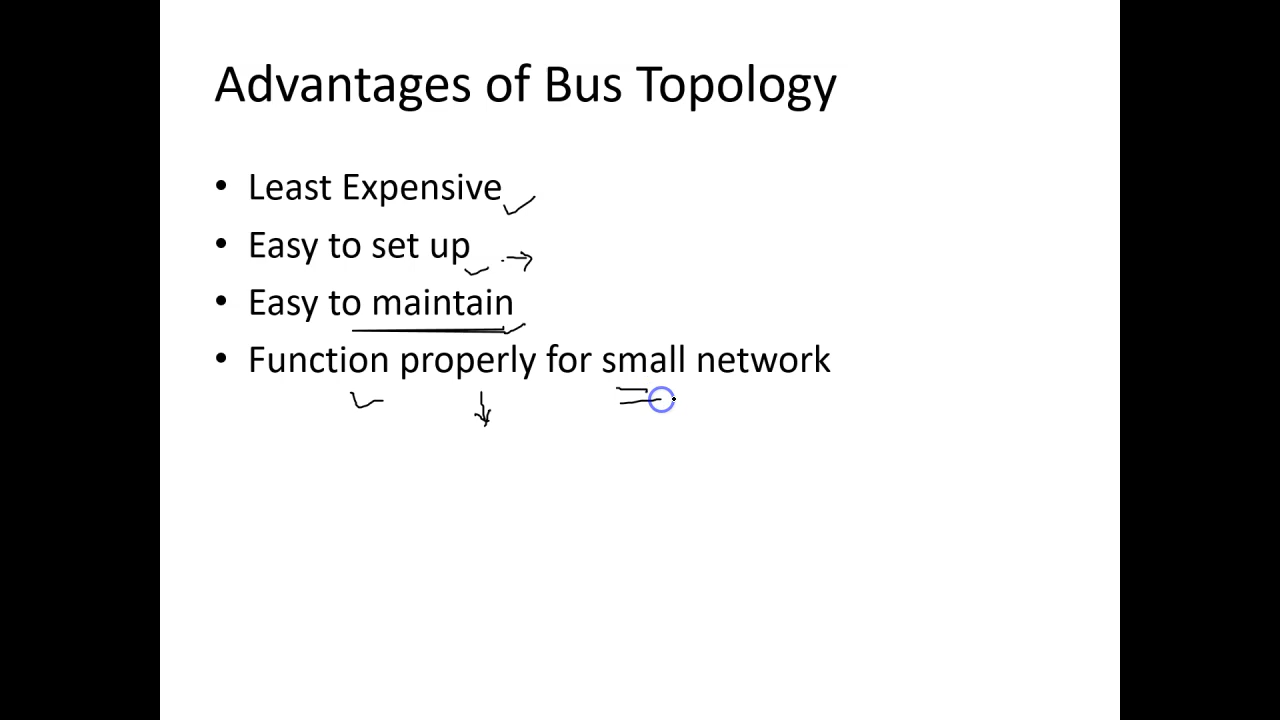 Advantages of Bus Topology
• Least Expensive
• Easy to set up
• Easy to maintain
• Function properly for small network